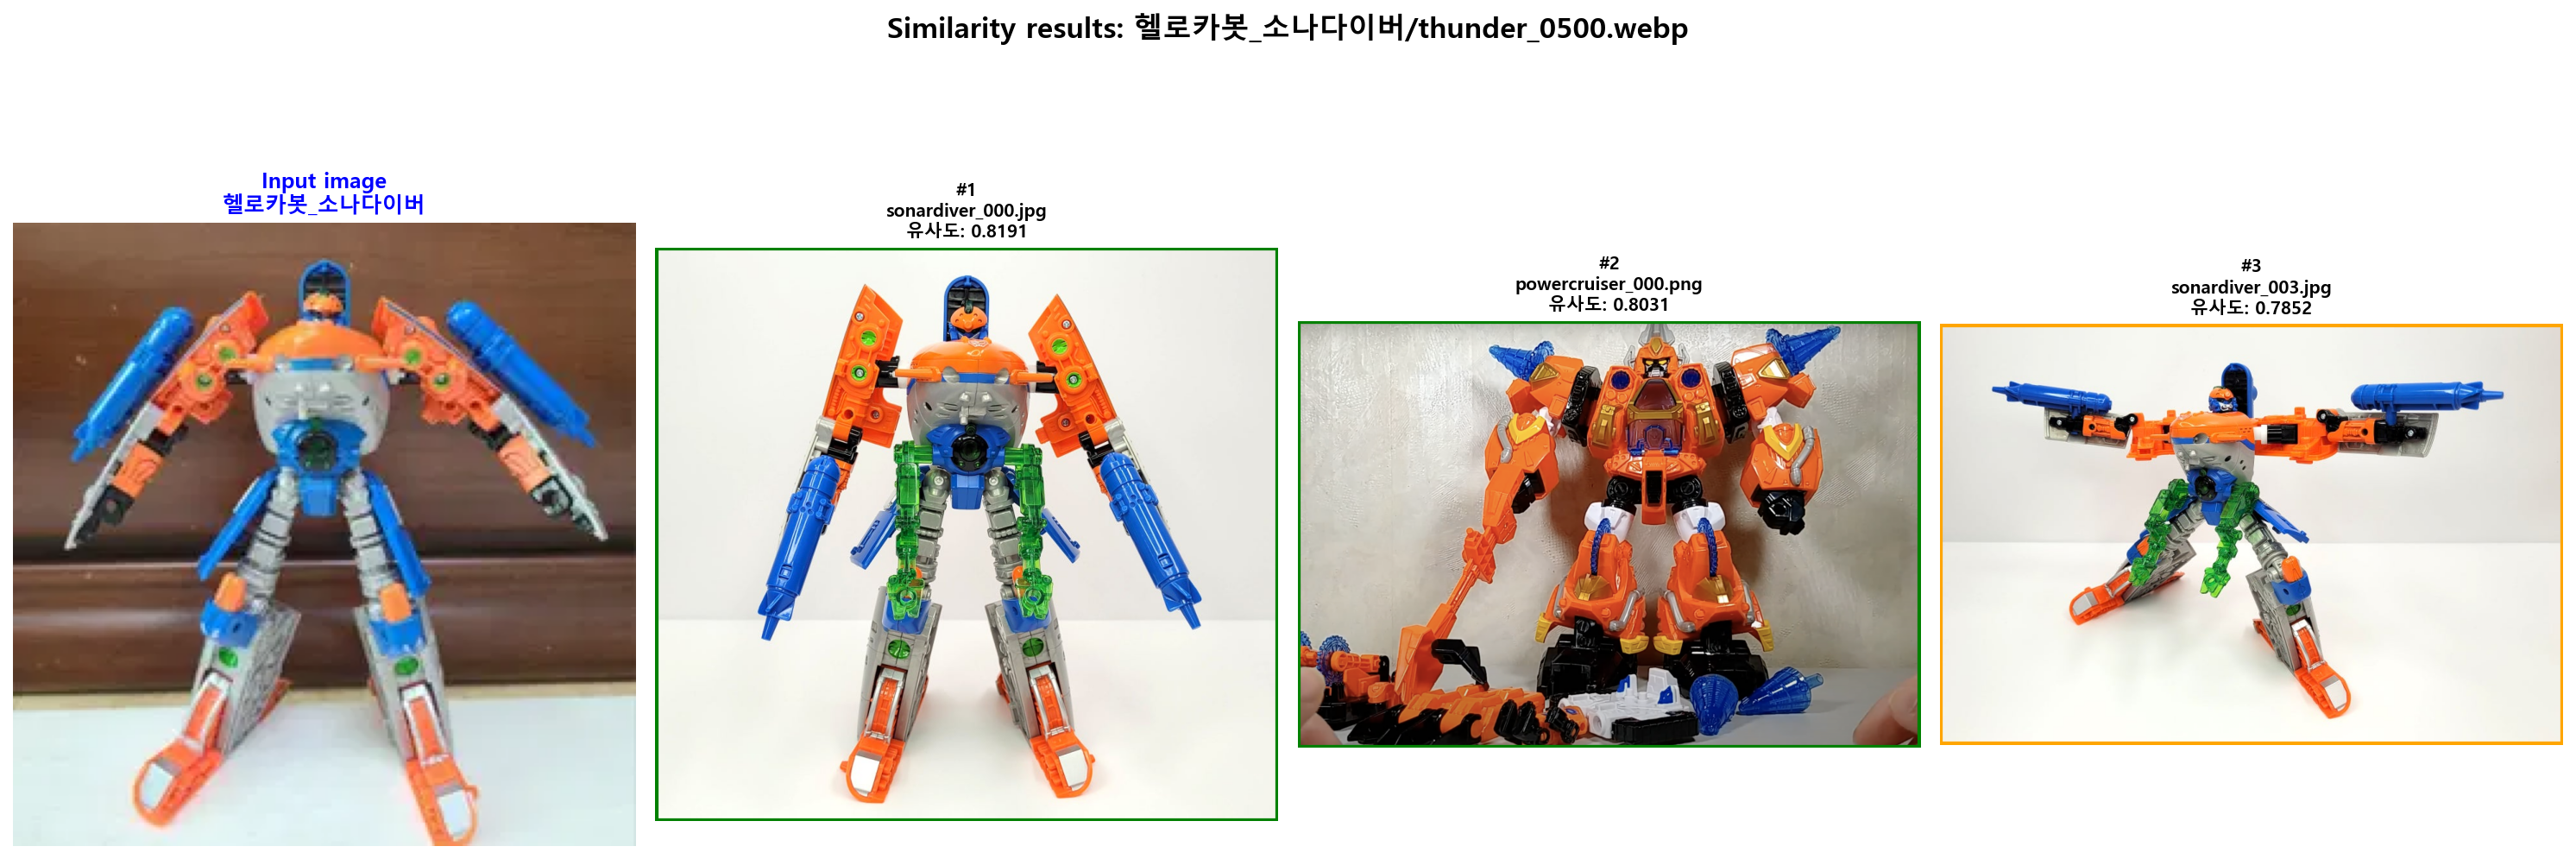 Similarity results: 헬로카봇_소나다이버/thunder_0500.webp
Input image
헬로카봇_소나다이버
#1
sonardiver_000.jpg
유사도: 0.8191
#2
powercruiser_000.png
유사도: 0.8031
#3
sonardiver_003.jpg
유사도: 0.7852